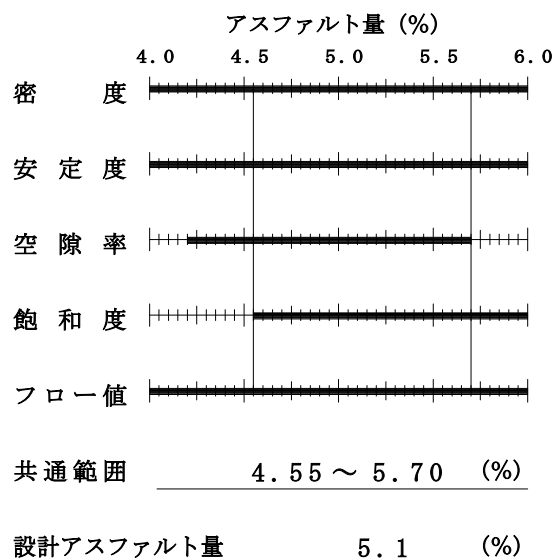 アスファルト量 (%)
4.0 4.5 5.0 5.5 6.0
密度
安定度
空隙率
飽和度
フロー値
共通範囲 4.55～5.70 (%)
設計アスファルト量 5.1 (%)